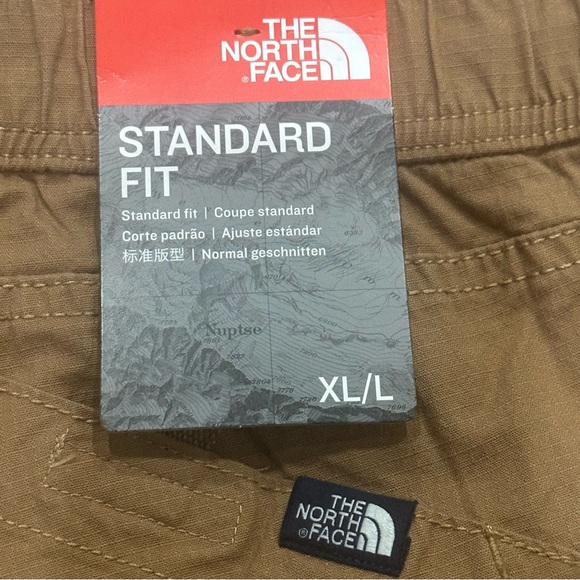 THE
NORTH
®FACE
STANDARD
FIT
Standard fit | Coupe standard
Corte padrão | Ajuste estándar
标准版型 | Normal geschnitten
Nuptse
XL/L
THE
NORTH
®FACE